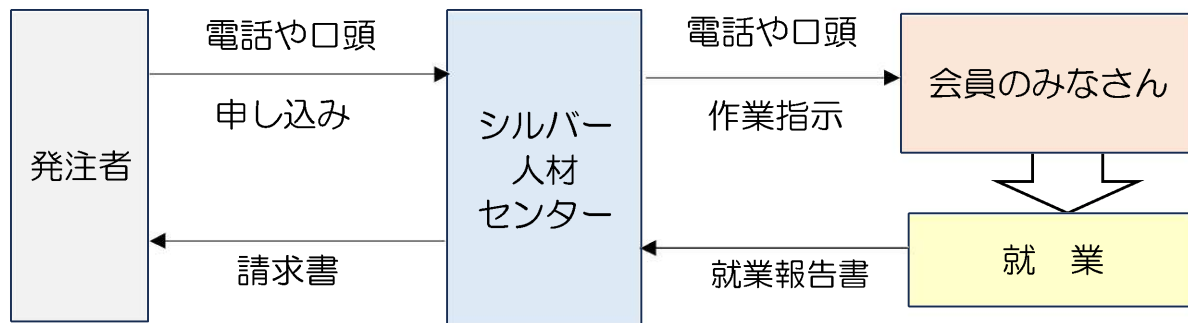 発注者
電話や口頭
申し込み
請求書
シルバー
人材
センター
電話や口頭
作業指示
就業報告書
会員のみなさん
就　業